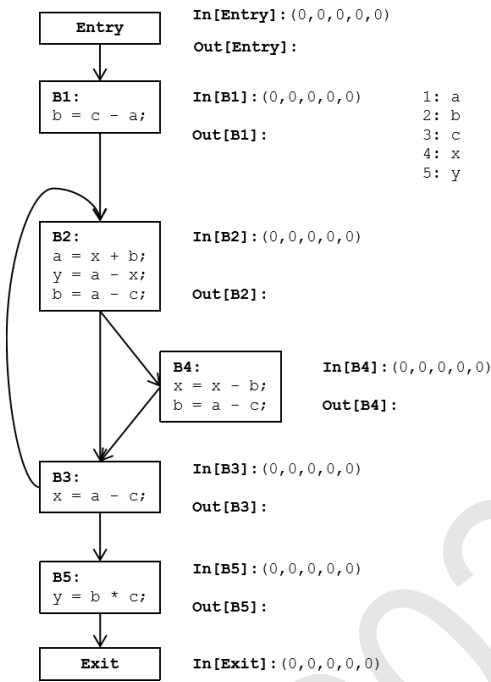 Entry
In[Entry]:(0,0,0,0,0)
Out[Entry]:
B1:
b = c - a;
In[B1]:(0,0,0,0,0)
Out[B1]:
1: a
2: b
3: c
4: x
5: y
B2:
a = x + b;
y = a - x;
b = a - c;
In[B2]:(0,0,0,0,0)
Out[B2]:
B4:
x = x - b;
b = a - c;
In[B4]:(0,0,0,0,0)
Out[B4]:
B3:
x = a - c;
In[B3]:(0,0,0,0,0)
Out[B3]:
B5:
y = b * c;
In[B5]:(0,0,0,0,0)
Out[B5]:
Exit
In[Exit]:(0,0,0,0,0)